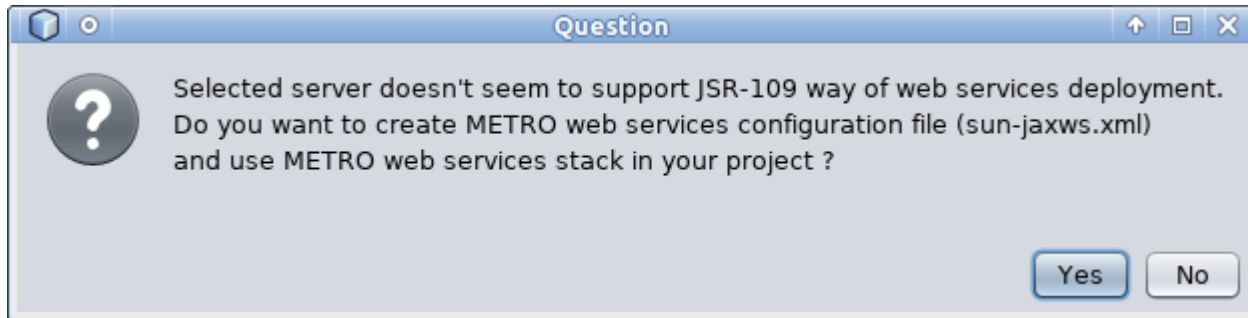 Question
Selected server doesn't seem to support JSR-109 way of web services deployment.
Do you want to create METRO web services configuration file (sun-jaxws.xml)
and use METRO web services stack in your project ?
Yes No